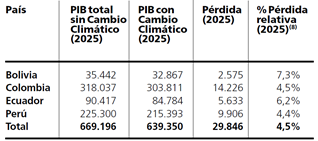 País PIB total sin Cambio Climático (2025) PIB con Cambio Climático (2025) Pérdida (2025) % Pérdida relativa (2025)(8)
Bolivia 35.442 32.867 2.575 7,3%
Colombia 318.037 303.811 14.226 4,5%
Ecuador 90.417 84.784 5.633 6,2%
Perú 225.300 215.393 9.906 4,4%
Total 669.196 639.350 29.846 4,5%